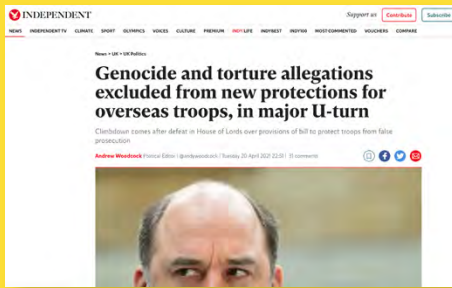 INDEPENDENT
Support us Contribute Subscribe
NEWS INDEPENDENT TV CLIMATE SPORT OLYMPICS VOICES CULTURE PREMIUM INDY/LIFE INDYBEST INDY100 MOST COMMENTED VOUCHERS COMPARE
News > UK > UK Politics
Genocide and torture allegations
excluded from new protections for
overseas troops, in major U-turn
Climbdown comes after defeat in House of Lords over provisions of bill to protect troops from false
prosecution
Andrew Woodcock Political Editor | @andywoodcock | Tuesday 20 April 2021 22:01 | comments